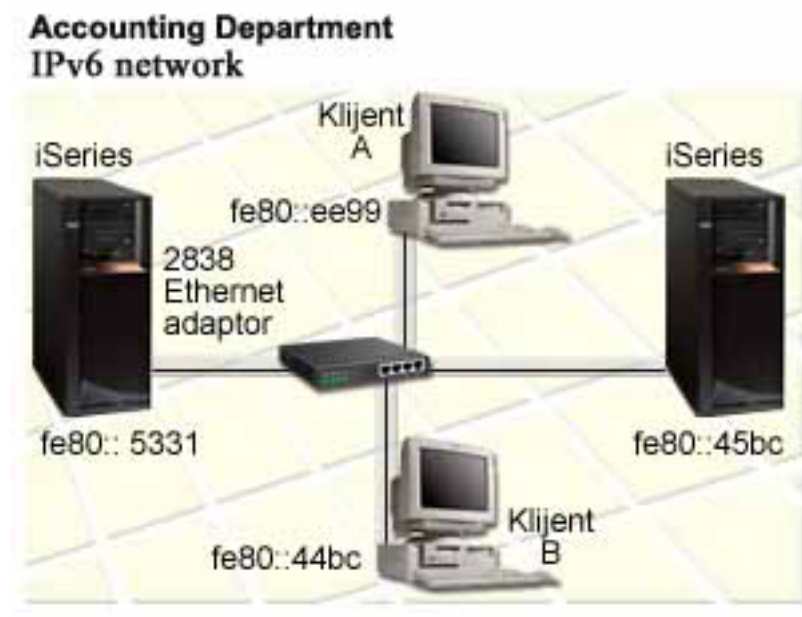 Accounting Department
IPv6 network
Klijent
A
iSeries
iSeries
fe80::ee99
2838
Ethernet
adaptor
fe80:: 5331
fe80::45bc
Klijent
B
fe80::44bc